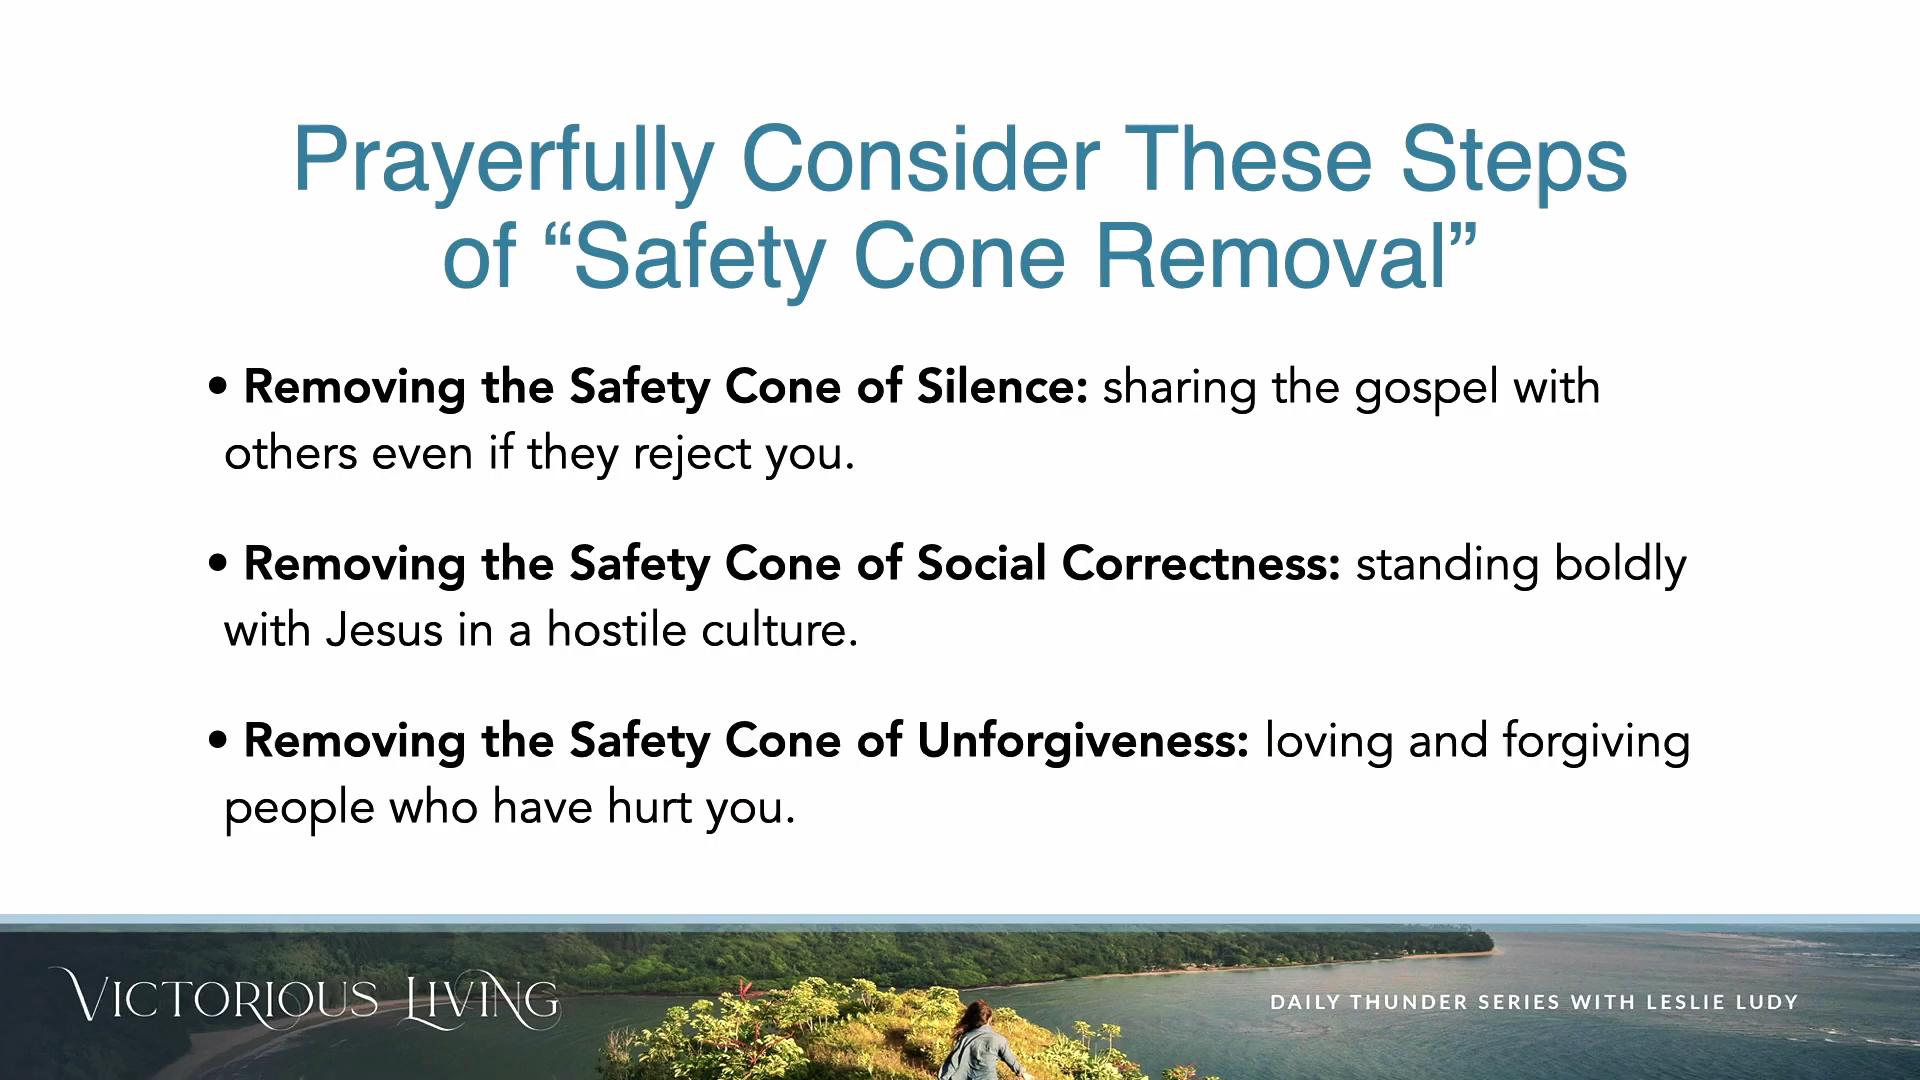 Prayerfully Consider These Steps
of “Safety Cone Removal”
• Removing the Safety Cone of Silence: sharing the gospel with
others even if they reject you.
• Removing the Safety Cone of Social Correctness: standing boldly
with Jesus in a hostile culture.
• Removing the Safety Cone of Unforgiveness: loving and forgiving
people who have hurt you.
VICTORIOUS LIVING
DAILY THUNDER SERIES WITH LESLIE LUDY